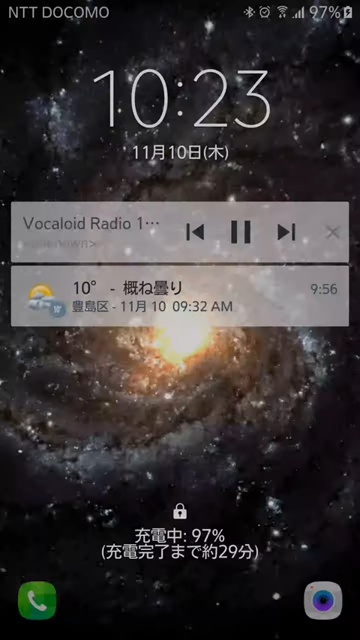 NTT DOCOMO
97%
10:23
11月10日(木)
Vocaloid Radio 1…
10° - 概ね曇り
9:56
豊島区 - 11月 10 09:32 AM
充電中: 97%
(充電完了まで約29分)